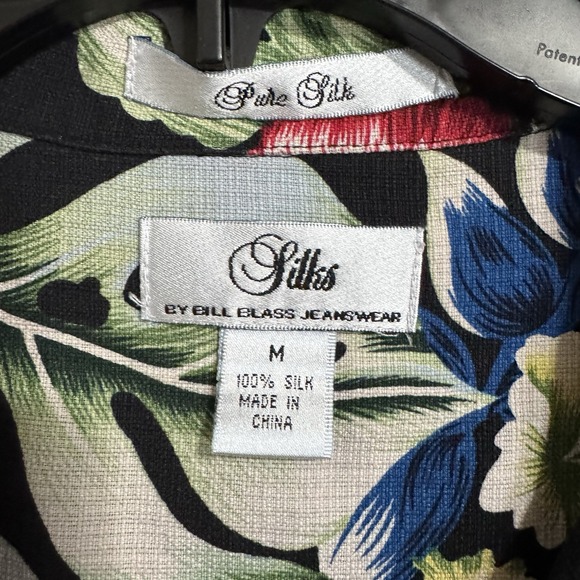 Patent
Pure Silk
Silks
BY BILL BLASS JEANSWEAR
M
100% SILK
MADE IN
CHINA